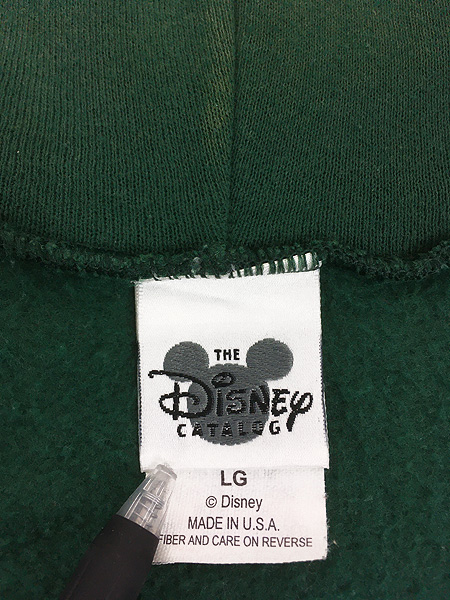 THE
DISNEY
CATALOG
LG
© Disney
MADE IN U.S.A.
FIBER AND CARE ON REVERSE